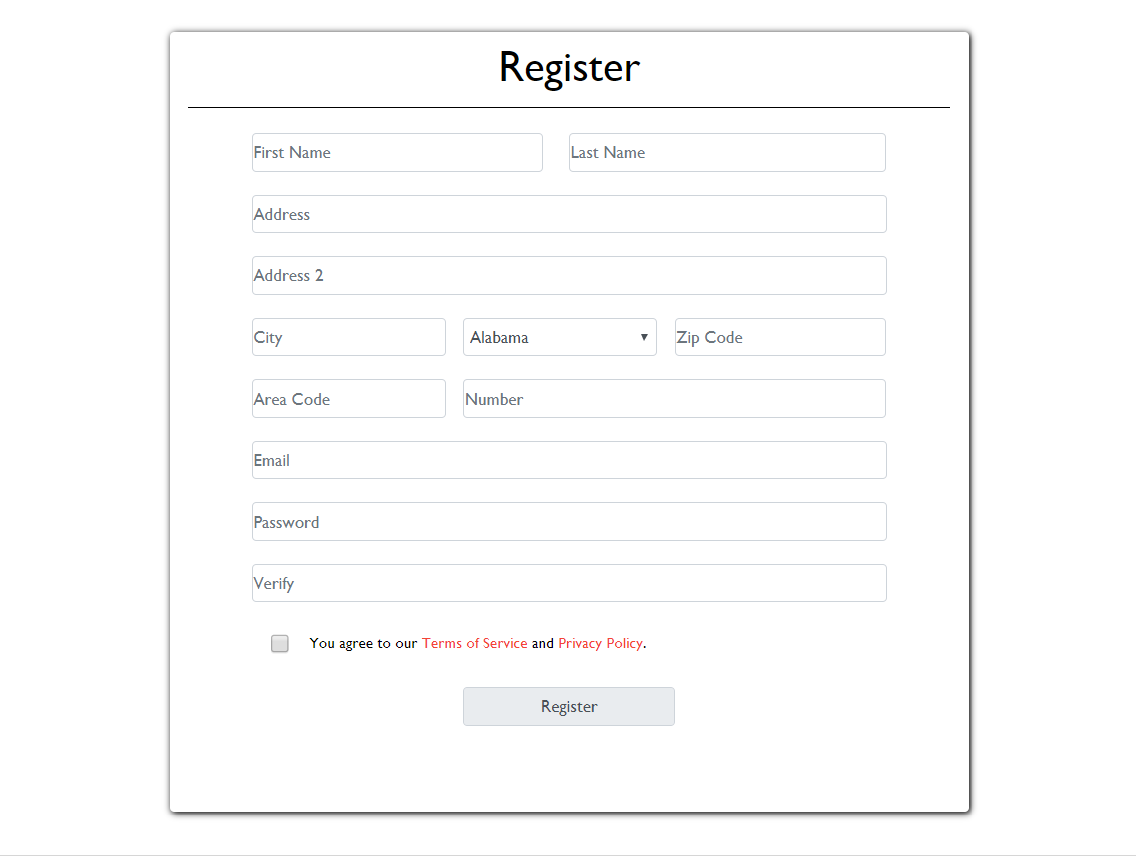 Register
First Name Last Name
Address
Address 2
City Alabama Zip Code
Area Code Number
Email
Password
Verify
You agree to our Terms of Service and Privacy Policy.
Register